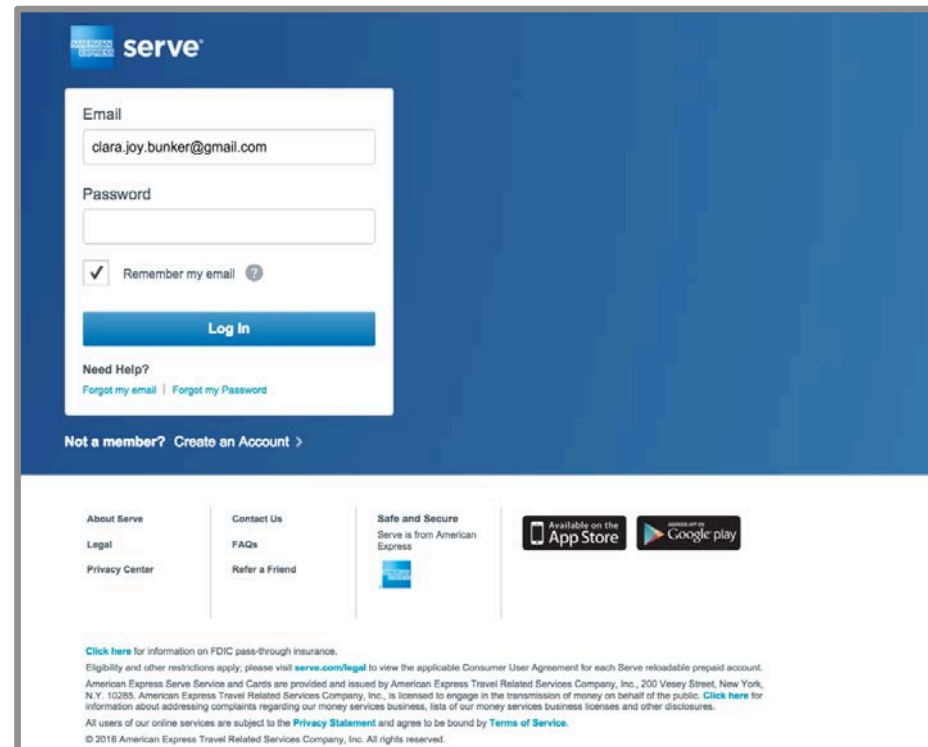 AMERICAN EXPRESS serve
Email
clara.joy.bunker@gmail.com
Password
✓ Remember my email ?
Log In
Need Help?
Forgot my email | Forgot my Password
Not a member? Create an Account >
About Serve
Legal
Privacy Center
Contact Us
FAQs
Refer a Friend
Safe and Secure
Serve is from American
Express
Available on the
App Store
ANDROID APP ON
Google play
Click here for information on FDIC pass-through insurance.
Eligibility and other restrictions apply; please visit serve.com/legal to view the applicable Consumer User Agreement for each Serve reloadable prepaid account.
American Express Serve Service and Cards are provided and issued by American Express Travel Related Services Company, Inc., 200 Vesey Street, New York,
N.Y. 10285. American Express Travel Related Services Company, Inc., is licensed to engage in the transmission of money on behalf of the public. Click here for
information about addressing complaints regarding our money services business, lists of our money services business licenses and other disclosures.
All users of our online services are subject to the Privacy Statement and agree to be bound by Terms of Service.
© 2016 American Express Travel Related Services Company, Inc. All rights reserved.